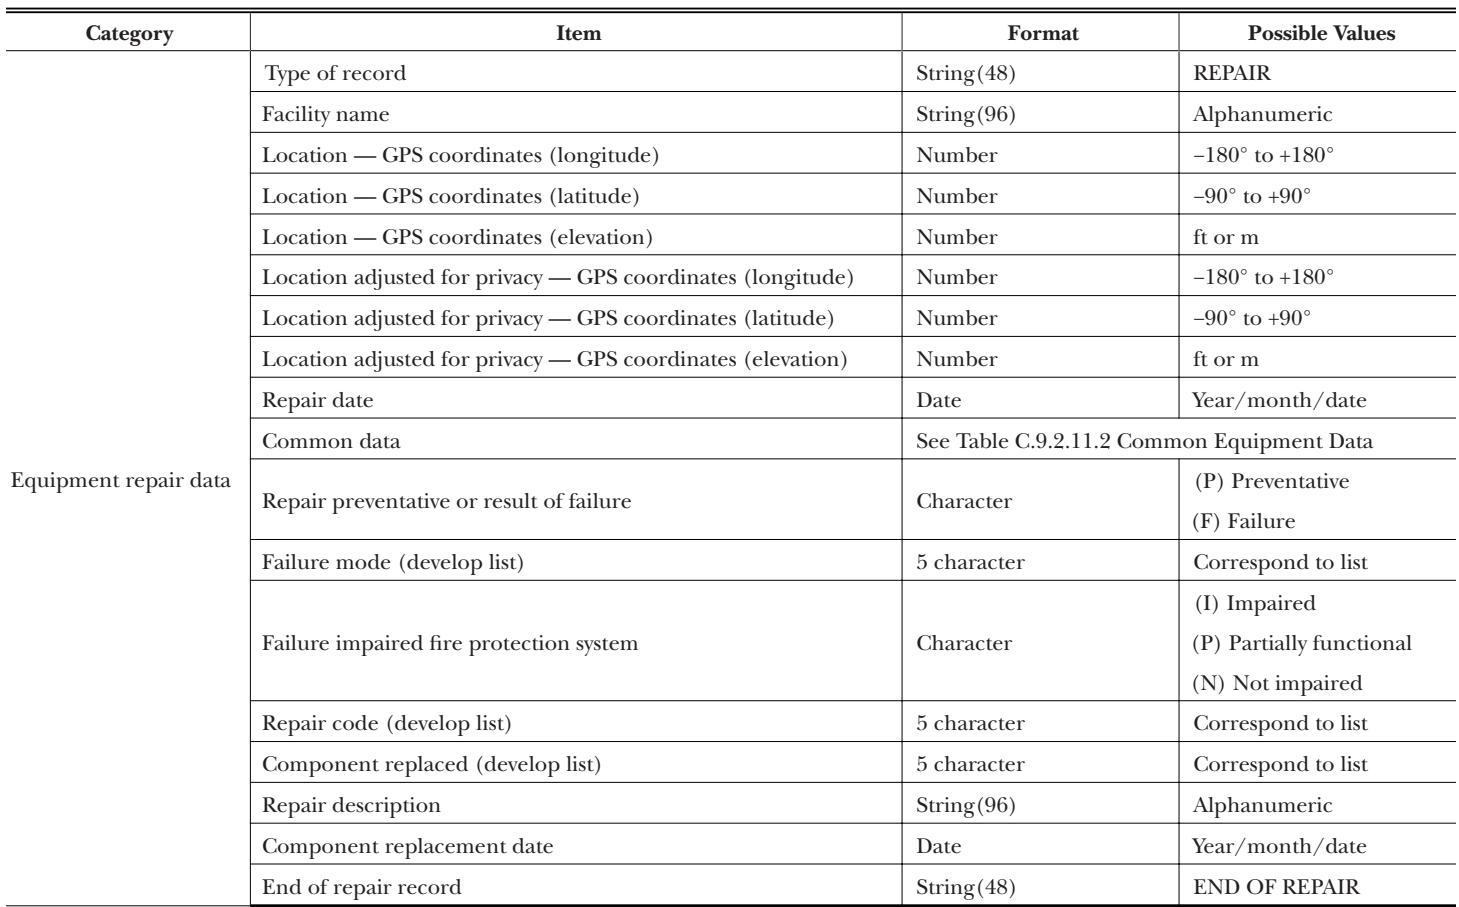 Category Item Format Possible Values
Type of record String(48) REPAIR
Facility name String(96) Alphanumeric
Location — GPS coordinates (longitude) Number –180° to +180°
Location — GPS coordinates (latitude) Number –90° to +90°
Location — GPS coordinates (elevation) Number ft or m
Location adjusted for privacy — GPS coordinates (longitude) Number –180° to +180°
Location adjusted for privacy — GPS coordinates (latitude) Number –90° to +90°
Location adjusted for privacy — GPS coordinates (elevation) Number ft or m
Repair date Date Year/month/date
Common data See Table C.9.2.11.2 Common Equipment Data
Equipment repair data
Repair preventative or result of failure Character (P) Preventative
(F) Failure
Failure mode (develop list) 5 character Correspond to list
Failure impaired fire protection system Character (I) Impaired
(P) Partially functional
(N) Not impaired
Repair code (develop list) 5 character Correspond to list
Component replaced (develop list) 5 character Correspond to list
Repair description String(96) Alphanumeric
Component replacement date Date Year/month/date
End of repair record String(48) END OF REPAIR